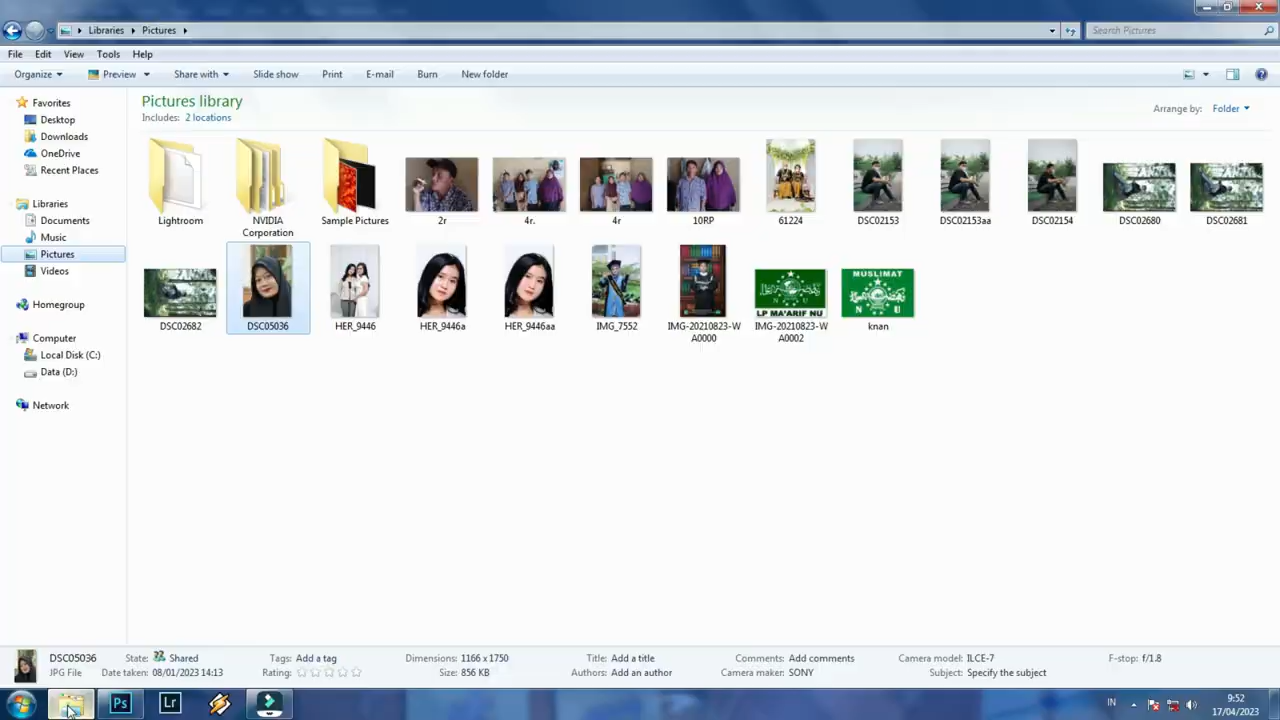 Libraries Pictures
Search Pictures
File Edit View Tools Help
Organize Preview Share with Slide show Print E-mail Burn New folder
Favorites
Desktop
Downloads
OneDrive
Recent Places
Libraries
Documents
Music
Pictures
Videos
Homegroup
Computer
Local Disk (C:)
Data (D:)
Network
Pictures library
Includes: 2 locations
Arrange by: Folder
Lightroom
NVIDIA Corporation
Sample Pictures
2r
4r.
4r
10RP
61224
DSC02153
DSC02153aa
DSC02154
DSC02680
DSC02681
DSC02682
DSC05036
HER_9446
HER_9446a
HER_9446aa
IMG_7552
IMG-20210823-WA0000
LP MA'ARIF NU
IMG-20210823-WA0002
MUSLIMAT
N U
knan
DSC05036
JPG File
State: Shared
Date taken: 08/01/2023 14:13
Tags: Add a tag
Rating:
Dimensions: 1166 x 1750
Size: 856 KB
Title: Add a title
Authors: Add an author
Comments: Add comments
Camera maker: SONY
Camera model: ILCE-7
Subject: Specify the subject
F-stop: f/1.8
Ps
Lr
IN
9:52
17/04/2023